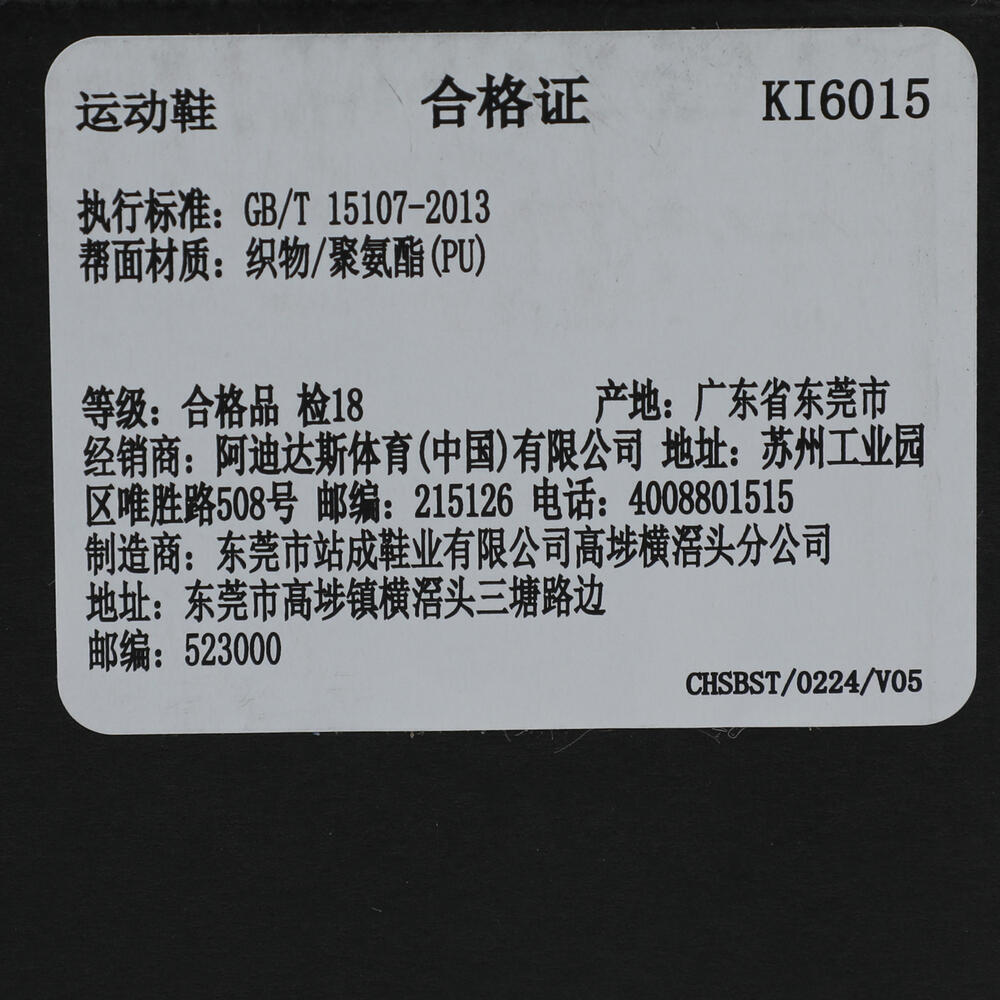 运动鞋 合格证 KI6015
执行标准：GB/T 15107-2013
帮面材质：织物/聚氨酯(PU)
等级：合格品 检18 产地：广东省东莞市
经销商：阿迪达斯体育(中国)有限公司 地址：苏州工业园
区唯胜路508号 邮编：215126 电话：4008801515
制造商：东莞市站成鞋业有限公司高埗横滘头分公司
地址：东莞市高埗镇横滘头三塘路边
邮编：523000
CHSBST/0224/V05